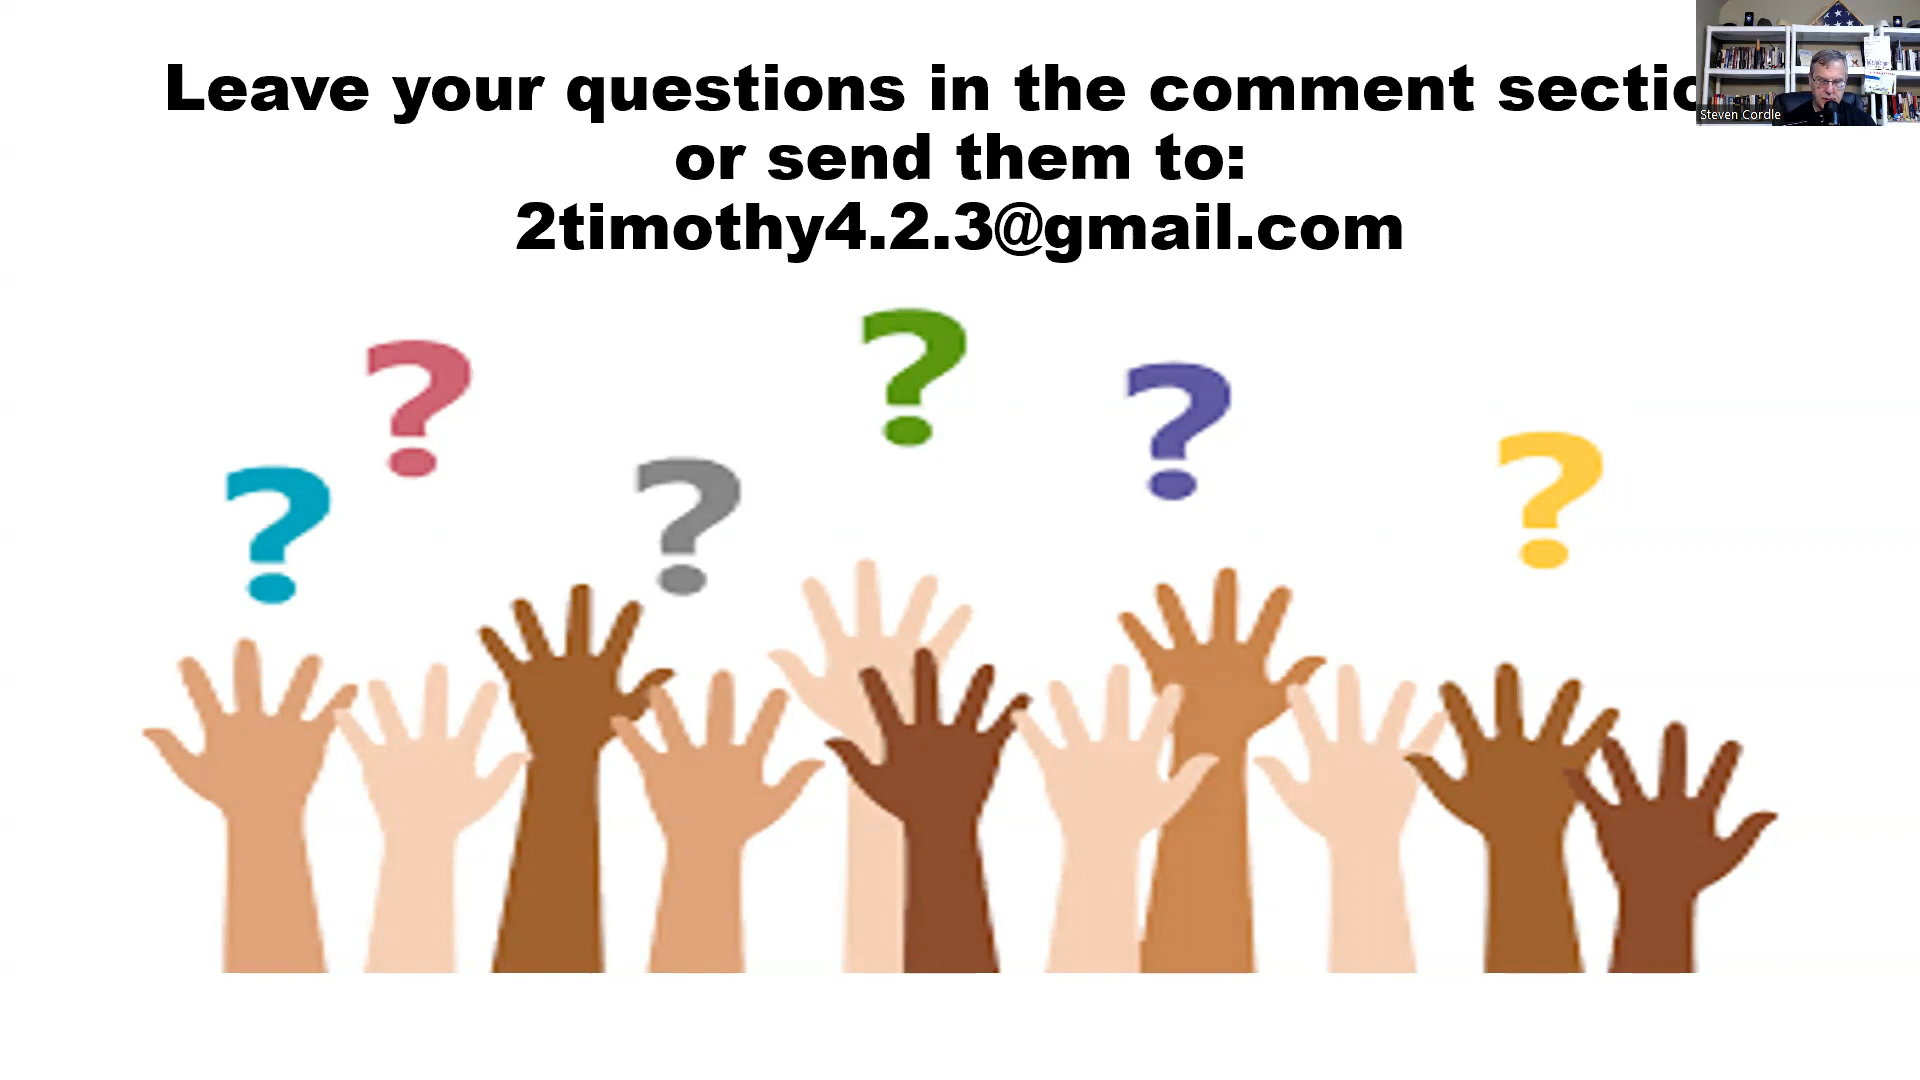 Leave your questions in the comment sectio
or send them to:
2timothy4.2.3@gmail.com
Steven Cordle
? ? ? ? ? ?